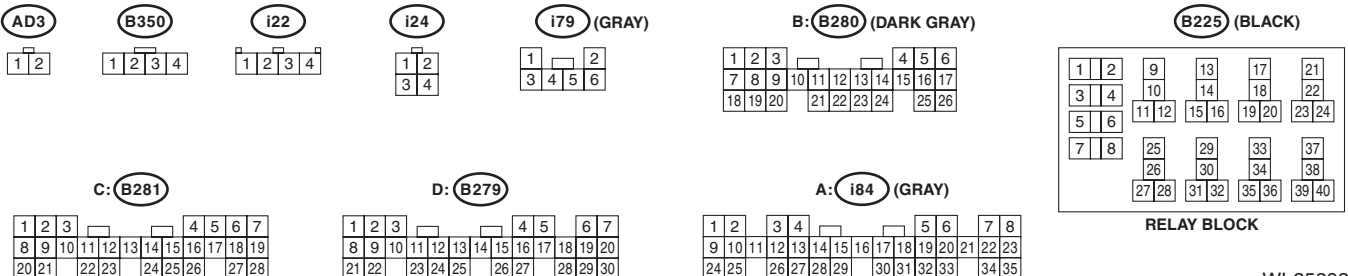 AD3 B350 i22 i24 i79 (GRAY) B: B280 (DARK GRAY) B225 (BLACK)
1 2
1 2 3 4
1 2 3 4
1 2
3 4
1 2
3 4 5 6
1 2 3 4 5 6
7 8 9 10 11 12 13 14 15 16 17
18 19 20 21 22 23 24 25 26
1 2 9 13 17 21
3 4 10 14 18 22
11 12 15 16 19 20 23 24
5 6
7 8 25 29 33 37
26 30 34 38
27 28 31 32 35 36 39 40
RELAY BLOCK
C: B281 D: B279 A: i84 (GRAY)
1 2 3 4 5 6 7
8 9 10 11 12 13 14 15 16 17 18 19
20 21 22 23 24 25 26 27 28
1 2 3 4 5 6 7
8 9 10 11 12 13 14 15 16 17 18 19 20
21 22 23 24 25 26 27 28 29 30
1 2 3 4 5 6 7 8
9 10 11 12 13 14 15 16 17 18 19 20 21 22 23
24 25 26 27 28 29 30 31 32 33 34 35